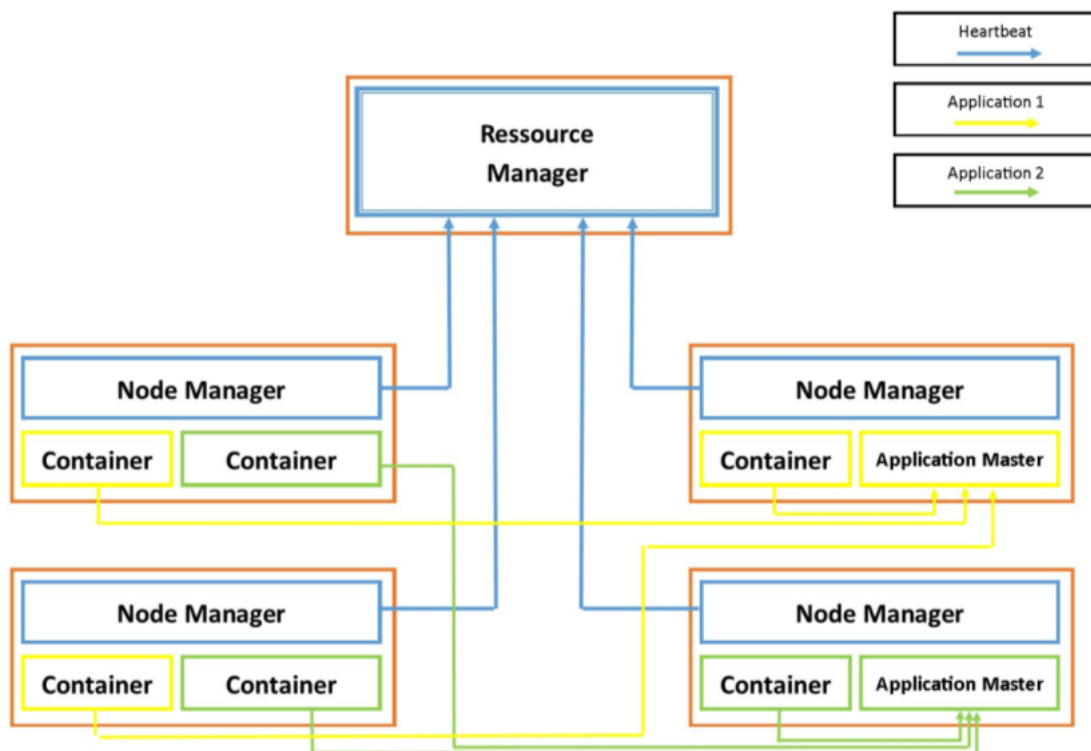 Heartbeat
Application 1
Application 2
Ressource
Manager
Node Manager
Container
Container
Node Manager
Container
Application Master
Node Manager
Container
Container
Node Manager
Container
Application Master